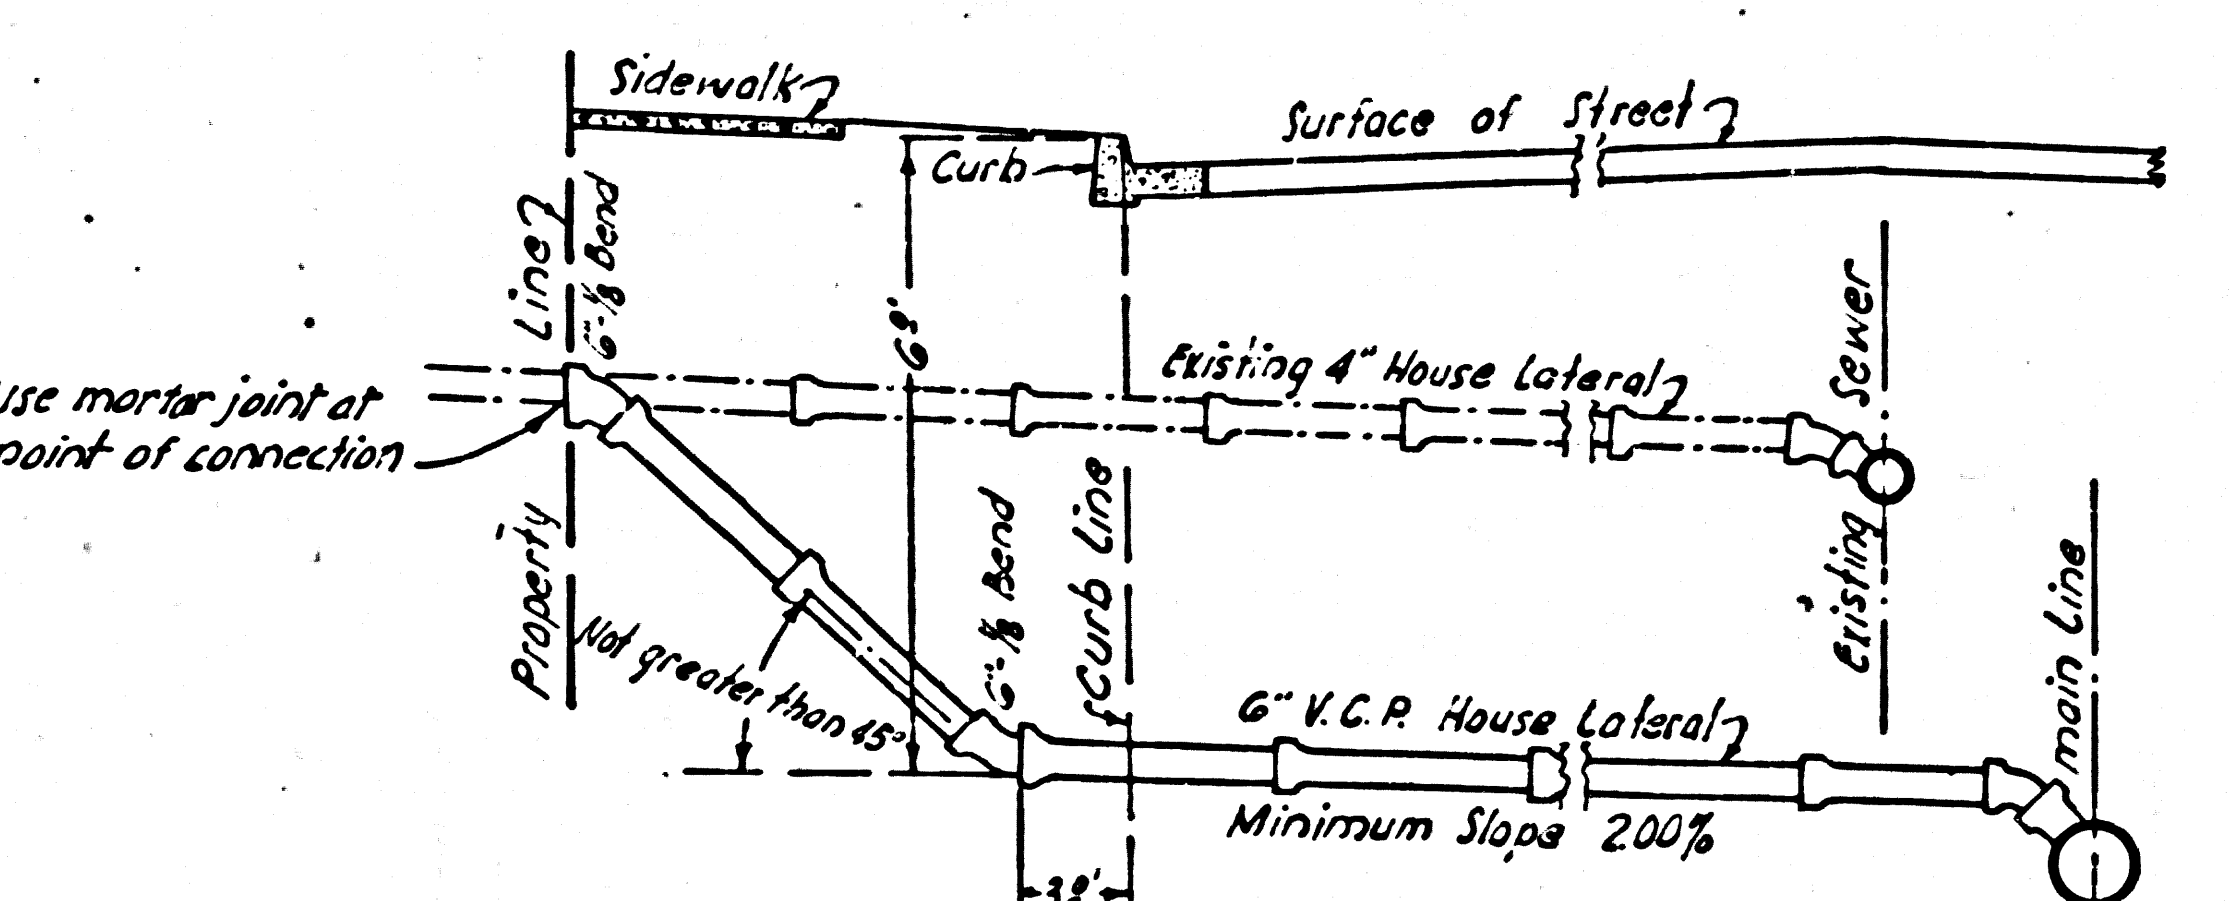 Sidewalk
Surface of Street
Curb
Property Line
6"-1/8 Bend
Existing 4" House Lateral
Existing Sewer
use mortar joint at
point of connection
6"-1/8 Bend
Curb Line
Not greater than 45°
6" V.C.P. House Lateral
main Line
Minimum Slope 2.00%